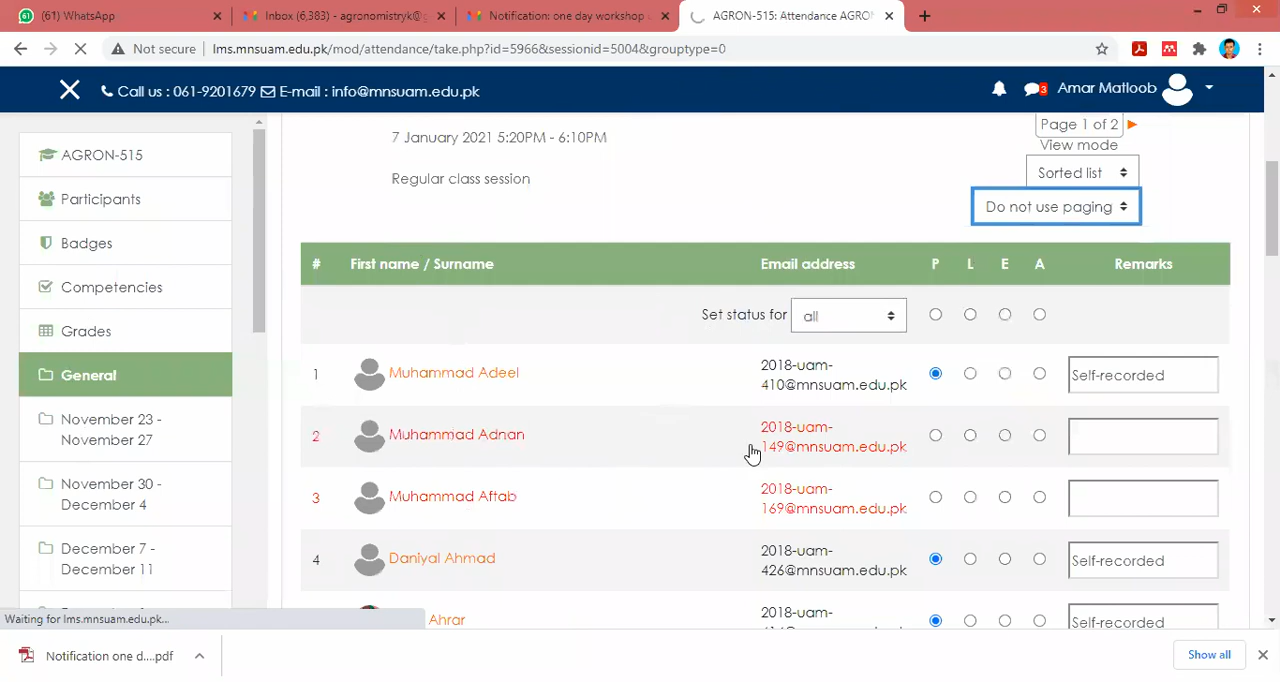 (61) WhatsApp
Inbox (6,383) - agronomistryk@g
Notification: one day workshop
AGRON-515: Attendance AGRO
Not secure lms.mnsuam.edu.pk/mod/attendance/take.php?id=5966&sessionid=5004&grouptype=0
Call us : 061-9201679 E-mail : info@mnsuam.edu.pk
3 Amar Matloob
AGRON-515
Participants
Badges
Competencies
Grades
General
November 23 -
November 27
November 30 -
December 4
December 7 -
December 11
7 January 2021 5:20PM - 6:10PM
Regular class session
Page 1 of 2
View mode
Sorted list
Do not use paging
# First name / Surname Email address P L E A Remarks
Set status for all
1 Muhammad Adeel 2018-uam-
410@mnsuam.edu.pk Self-recorded
2 Muhammad Adnan 2018-uam-
149@mnsuam.edu.pk
3 Muhammad Aftab 2018-uam-
169@mnsuam.edu.pk
4 Daniyal Ahmad 2018-uam-
426@mnsuam.edu.pk Self-recorded
Ahrar 2018-uam-
Self-recorded
Waiting for lms.mnsuam.edu.pk...
Notification one d....pdf
Show all